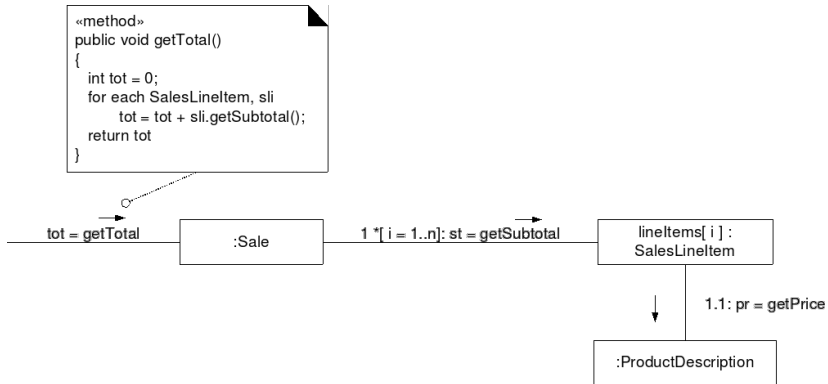 «method»
public void getTotal()
{
int tot = 0;
for each SalesLineItem, sli
tot = tot + sli.getSubtotal();
return tot
}
tot = getTotal
:Sale
1 *[ i = 1..n]: st = getSubtotal
lineItems[ i ] :
SalesLineItem
1.1: pr = getPrice
:ProductDescription